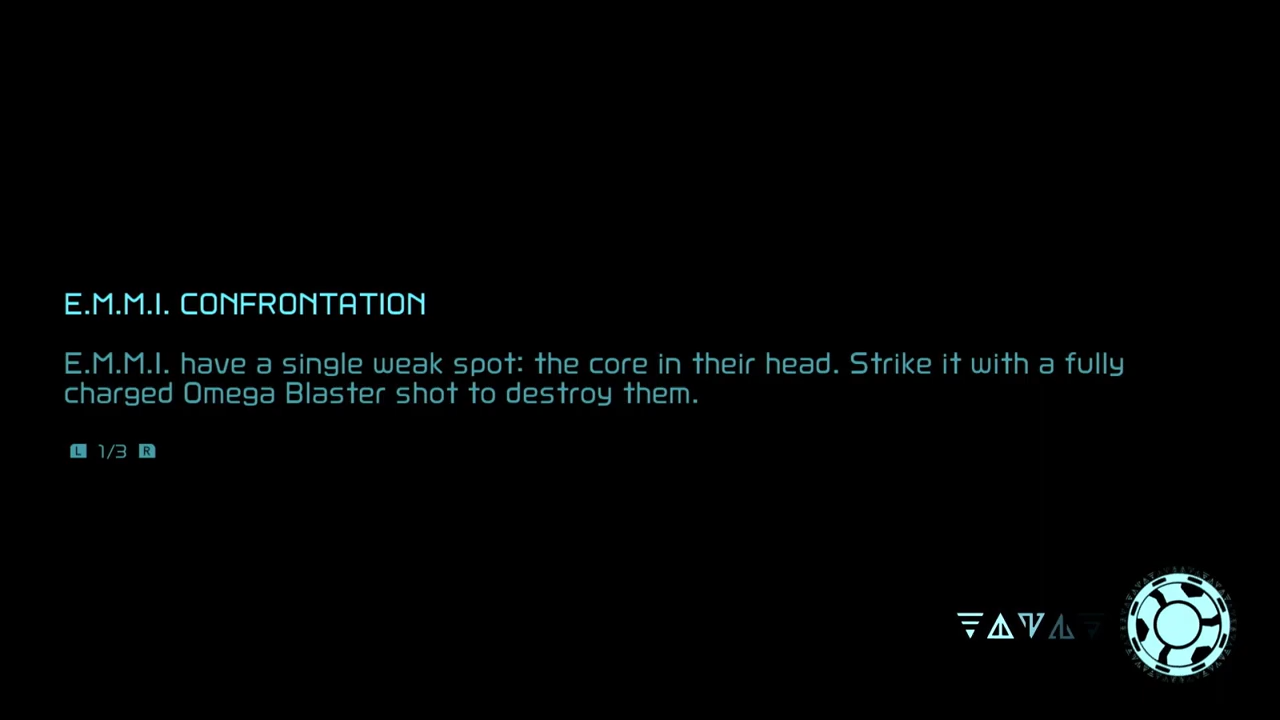 E.M.M.I. CONFRONTATION
E.M.M.I. have a single weak spot: the core in their head. Strike it with a fully
charged Omega Blaster shot to destroy them.
L 1/3 R